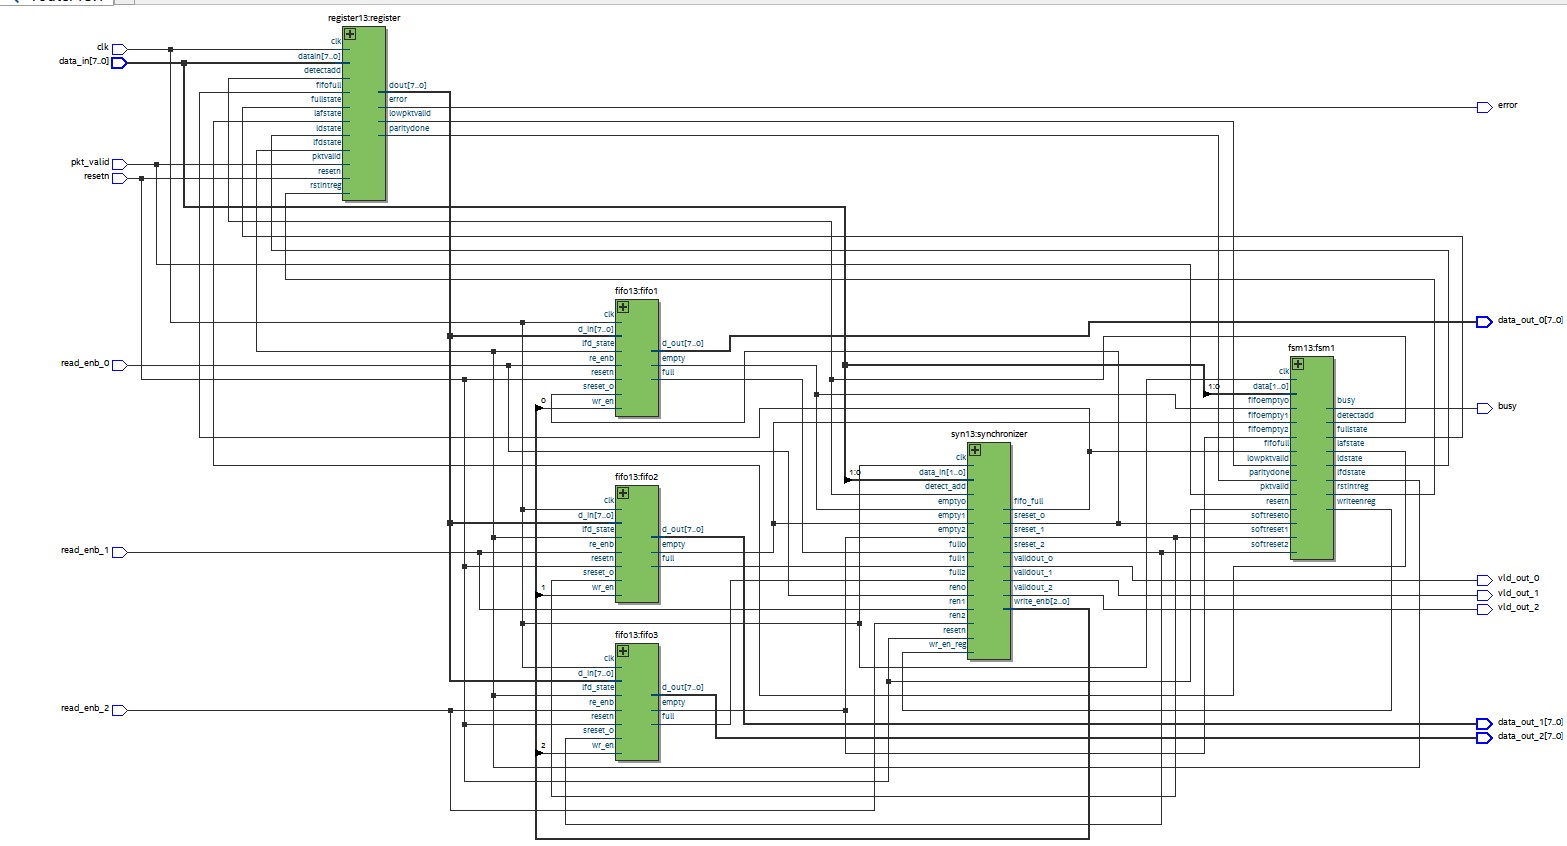 register13:register
clk
data_in[7..0]
pkt_valid
resetn
clk
datain[7..0]
detectadd
fifofull
fullstate
lafstate
ldstate
lfdstate
pktvalid
resetn
rstintreg
dout[7..0]
error
lowpktvalid
paritydone
error
fifo13:fifo1
clk
d_in[7..0]
lfd_state
re_enb
resetn
sreset_o
wr_en
d_out[7..0]
empty
full
read_enb_0
0
data_out_0[7..0]
fsm13:fsm1
clk
data[1..0]
fifoempty0
fifoempty1
fifoempty2
fifofull
lowpktvalid
paritydone
pktvalid
resetn
softreset0
softreset1
softreset2
1:0
busy
detectadd
fullstate
lafstate
ldstate
lfdstate
rstintreg
writeenreg
busy
syn13:synchronizer
clk
data_in[1..0]
detect_add
empty0
empty1
empty2
full0
full1
full2
ren0
ren1
ren2
resetn
wr_en_reg
1:0
fifo_full
sreset_0
sreset_1
sreset_2
validout_0
validout_1
validout_2
write_enb[2..0]
fifo13:fifo2
clk
d_in[7..0]
lfd_state
re_enb
resetn
sreset_o
wr_en
d_out[7..0]
empty
full
read_enb_1
1
vld_out_0
vld_out_1
vld_out_2
fifo13:fifo3
clk
d_in[7..0]
lfd_state
re_enb
resetn
sreset_o
wr_en
d_out[7..0]
empty
full
read_enb_2
2
data_out_1[7..0]
data_out_2[7..0]